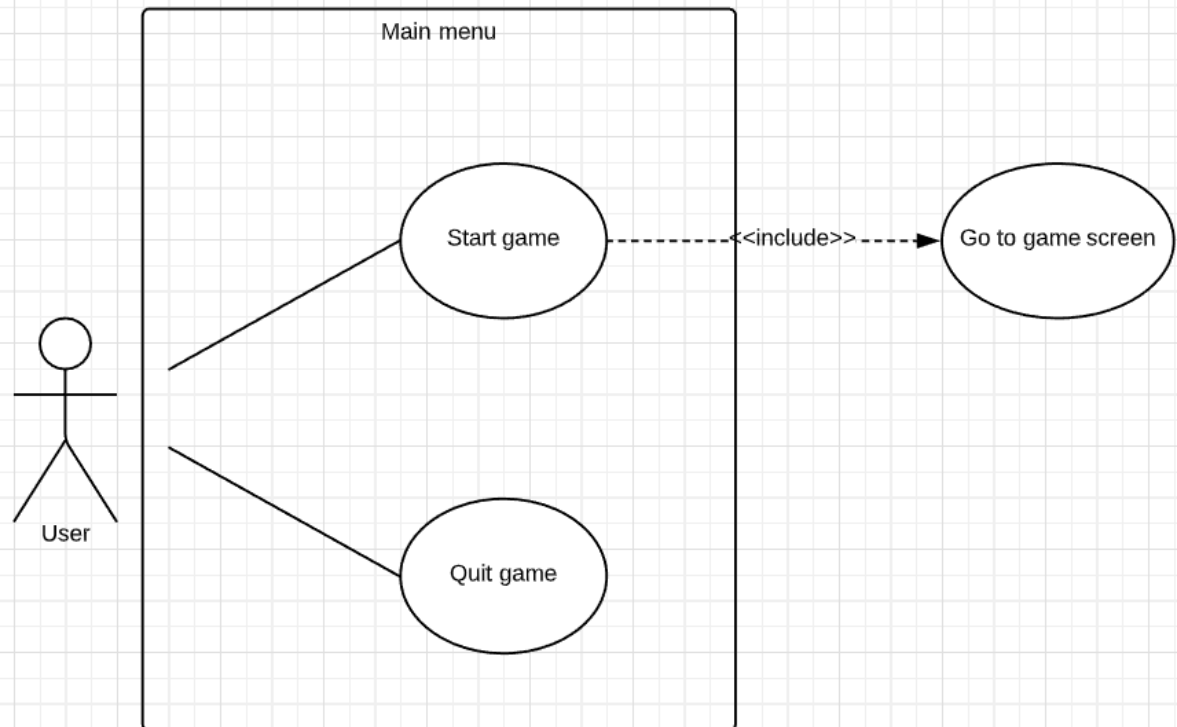 Main menu
Start game
<<include>>
Go to game screen
User
Quit game